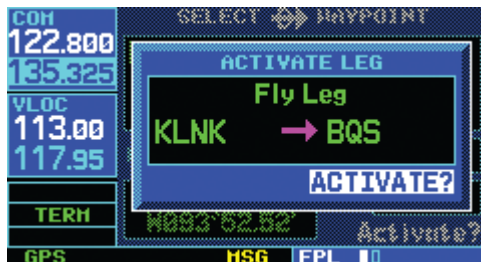 COM
122.800
135.325
VLOC
113.00
117.95
TERM
GPS
SELECT WAYPOINT
ACTIVATE LEG
Fly Leg
KLNK → BQS
ACTIVATE?
W093°52.52'
Activate?
MSG FPL